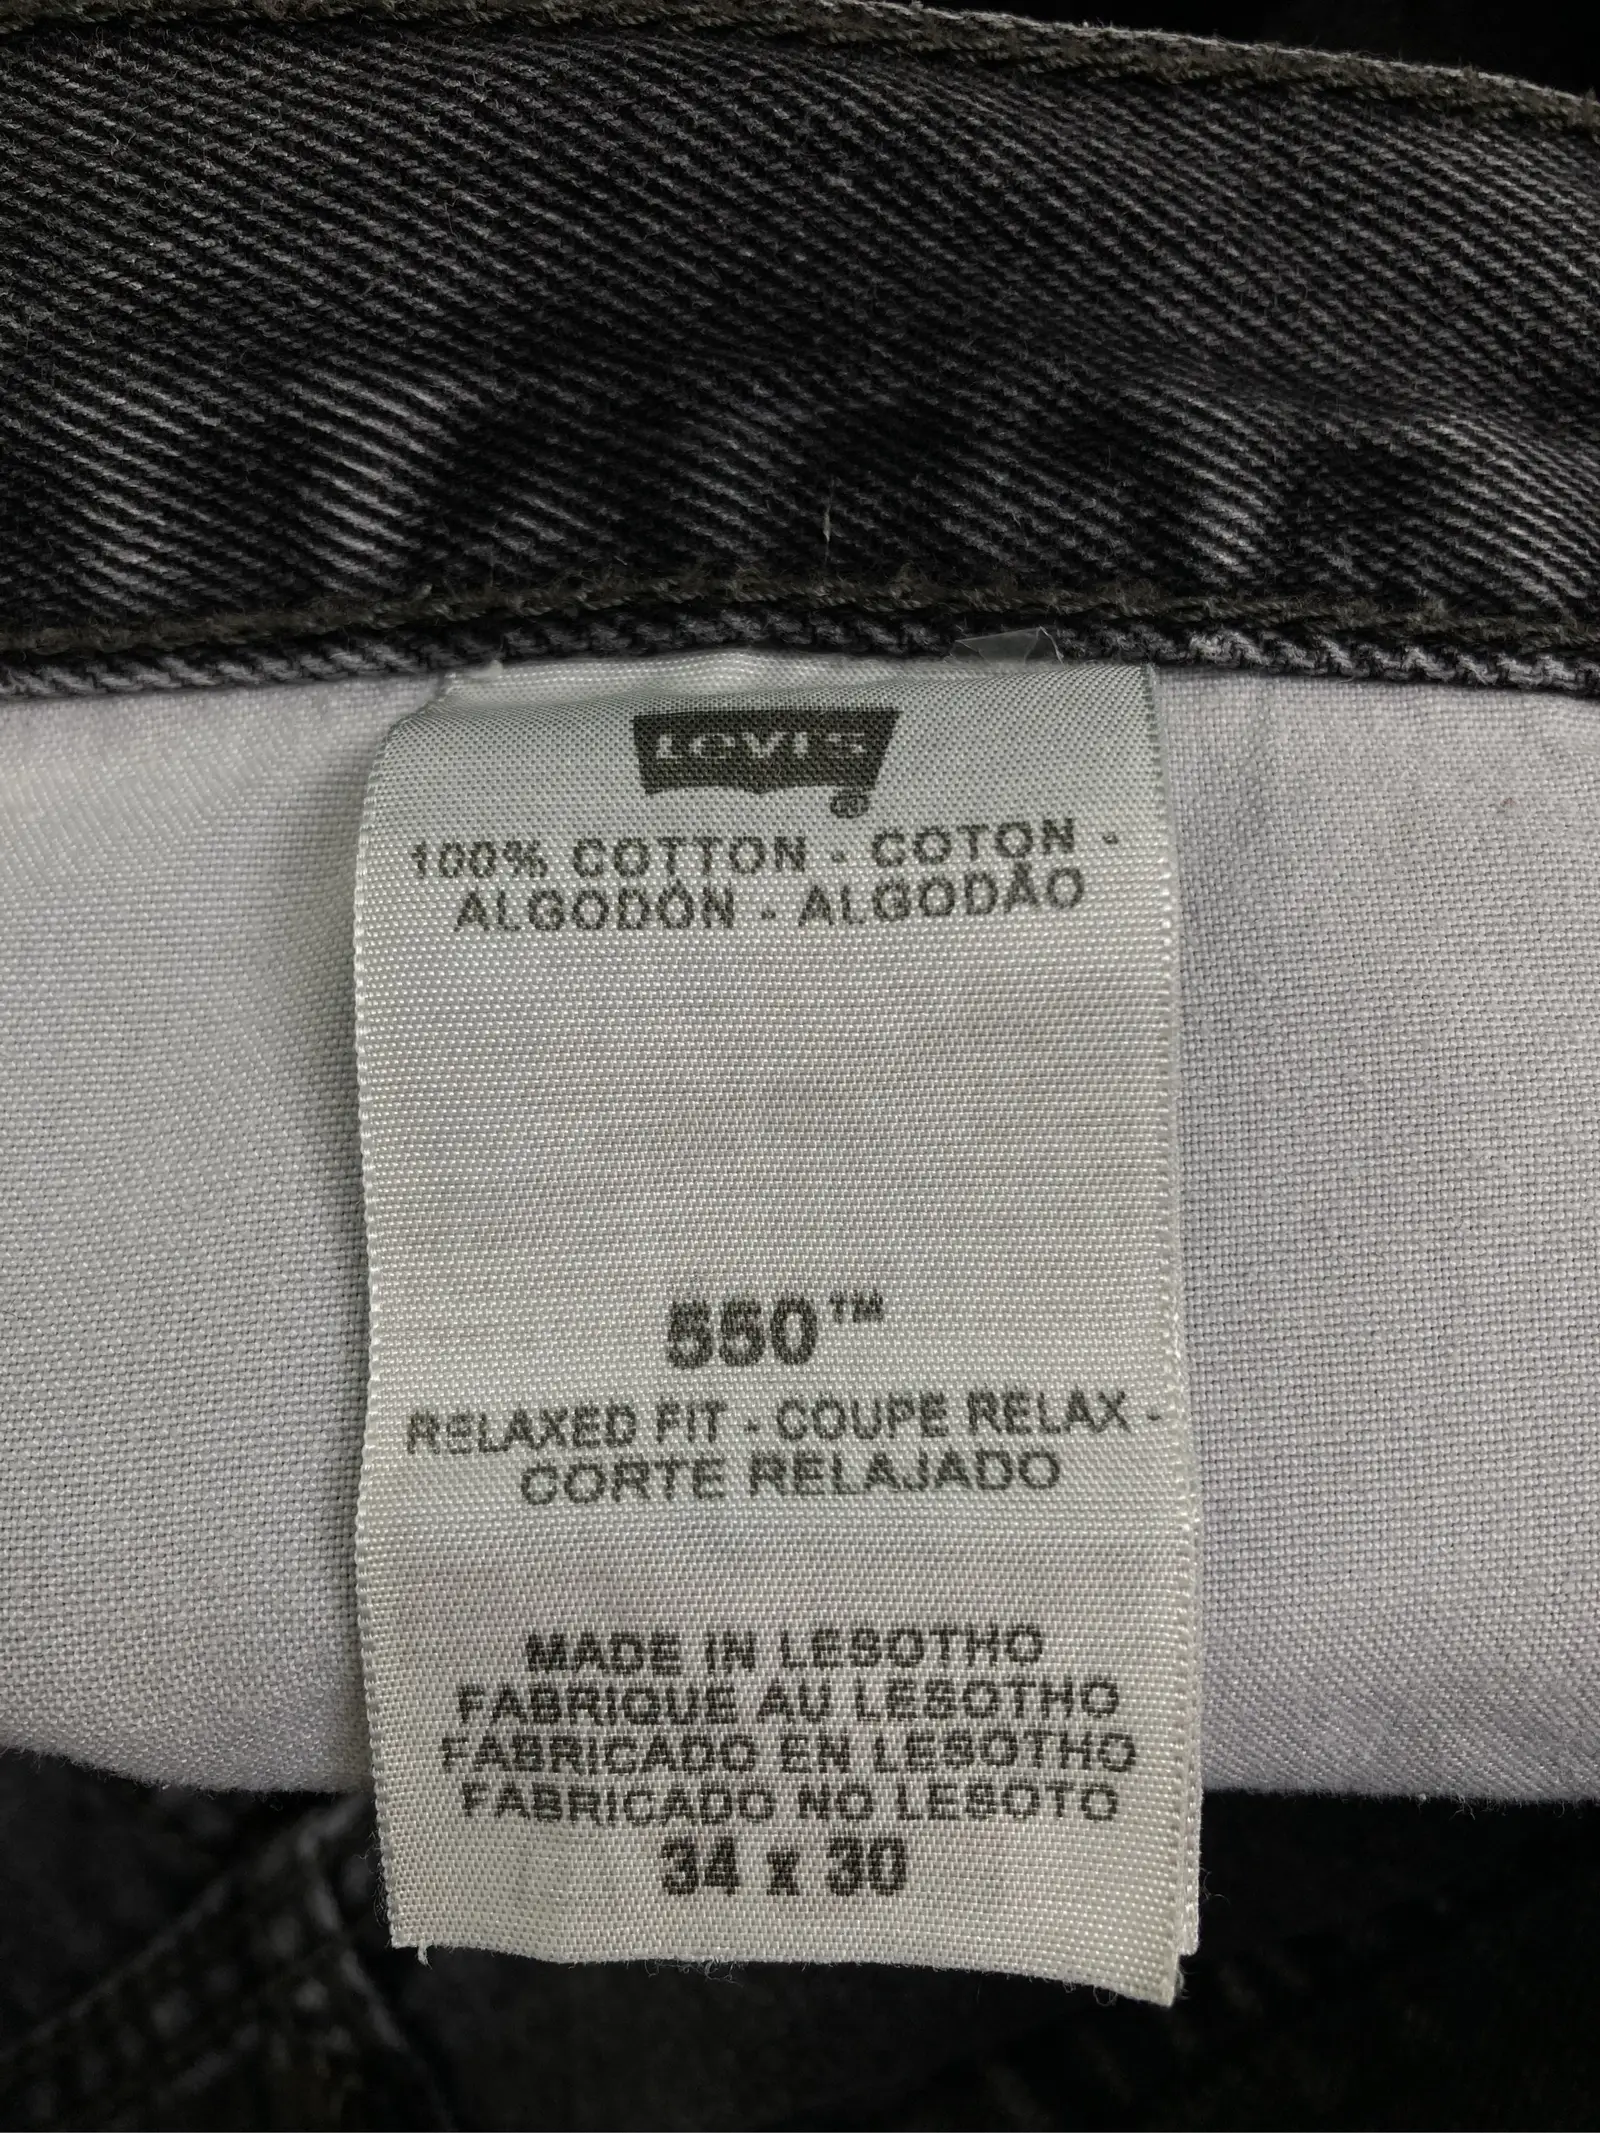 Levi's
®
100% COTTON - COTON -
ALGODÓN - ALGODÃO
550™
RELAXED FIT - COUPE RELAX -
CORTE RELAJADO
MADE IN LESOTHO
FABRIQUE AU LESOTHO
FABRICADO EN LESOTHO
FABRICADO NO LESOTO
34 x 30